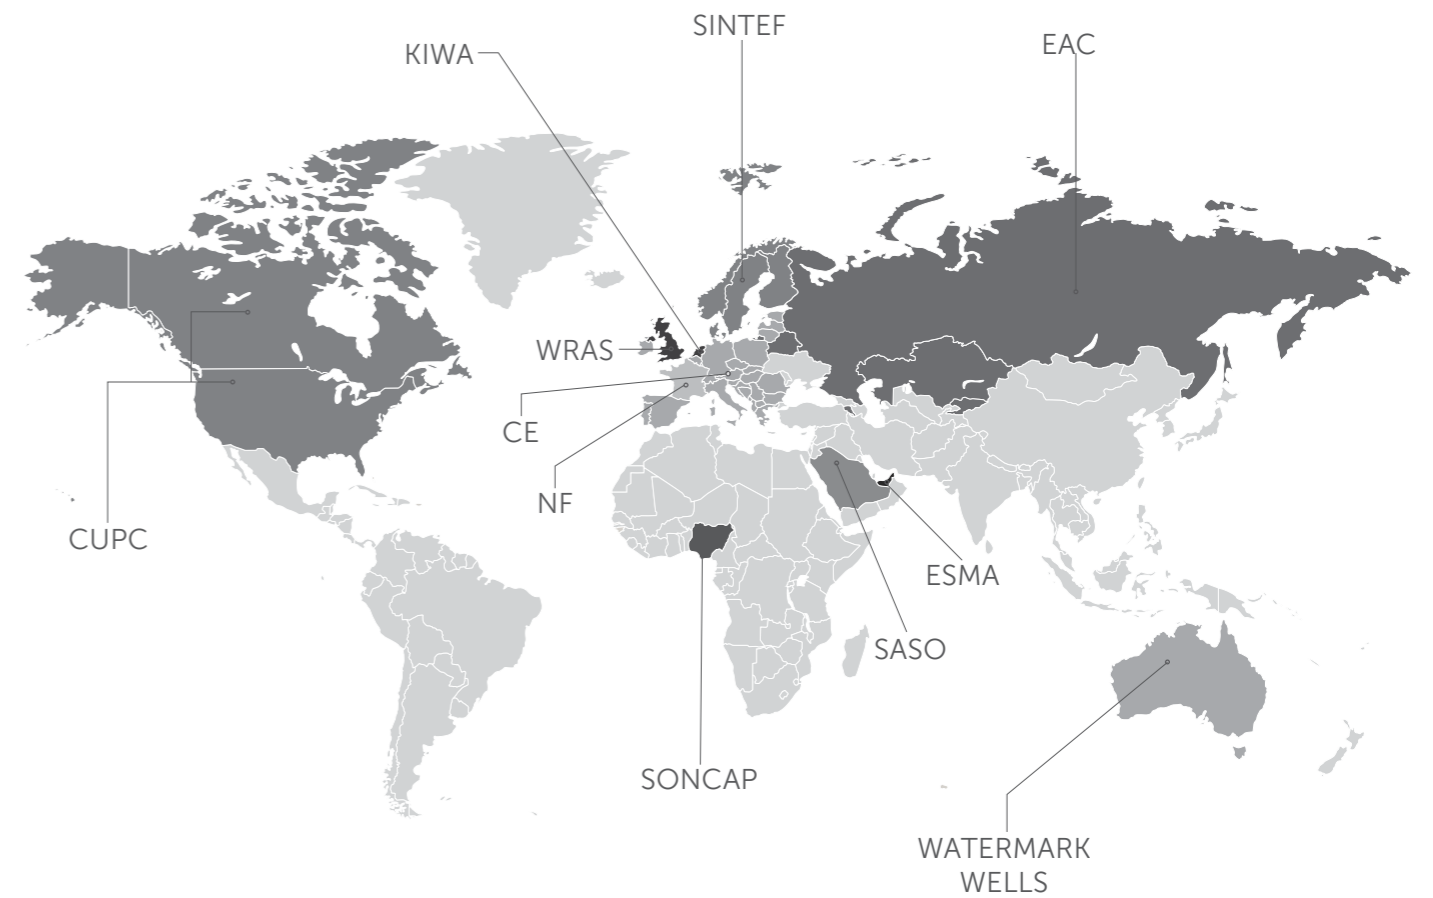 SINTEF
KIWA
EAC
WRAS
CE
NF
CUPC
ESMA
SASO
SONCAP
WATERMARK
WELLS